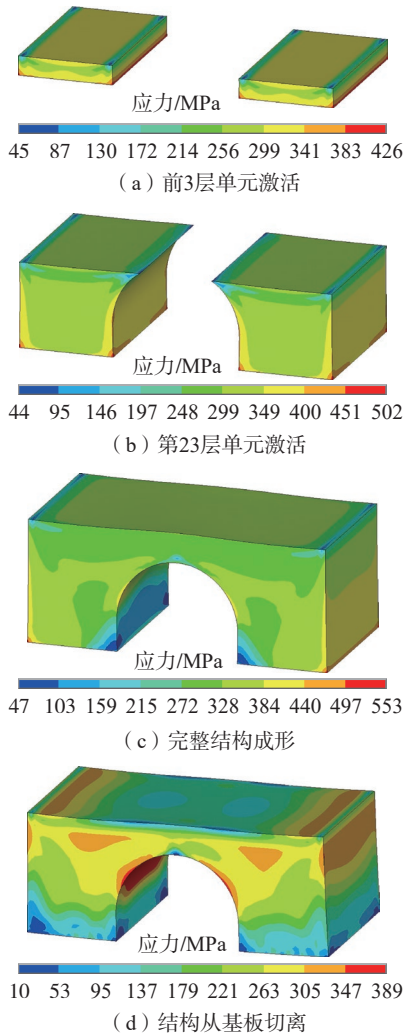 应力/MPa
45 87 130 172 214 256 299 341 383 426
（a）前3层单元激活
应力/MPa
44 95 146 197 248 299 349 400 451 502
（b）第23层单元激活
应力/MPa
47 103 159 215 272 328 384 440 497 553
（c）完整结构成形
应力/MPa
10 53 95 137 179 221 263 305 347 389
（d）结构从基板切离